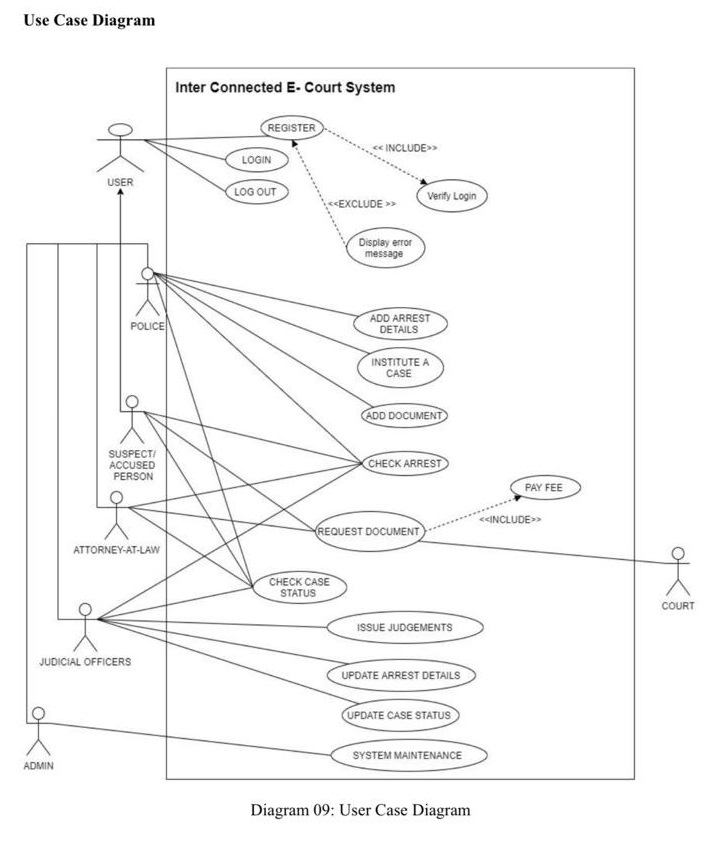 Use Case Diagram
Inter Connected E- Court System
REGISTER
<< INCLUDE>>
LOGIN
USER
LOG OUT
Verify Login
<<EXCLUDE >>
Display error
message
POLICE
ADD ARREST
DETAILS
INSTITUTE A
CASE
ADD DOCUMENT
SUSPECT/
ACCUSED
PERSON
CHECK ARREST
PAY FEE
<<INCLUDE>>
REQUEST DOCUMENT
ATTORNEY-AT-LAW
CHECK CASE
STATUS
COURT
ISSUE JUDGEMENTS
JUDICIAL OFFICERS
UPDATE ARREST DETAILS
UPDATE CASE STATUS
SYSTEM MAINTENANCE
ADMIN
Diagram 09: User Case Diagram